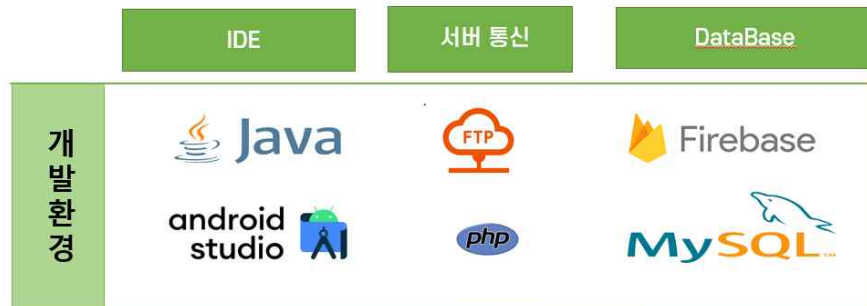 IDE
서버 통신
DataBase
개발환경
Java
FTP
Firebase
android
studio
php
MySQL